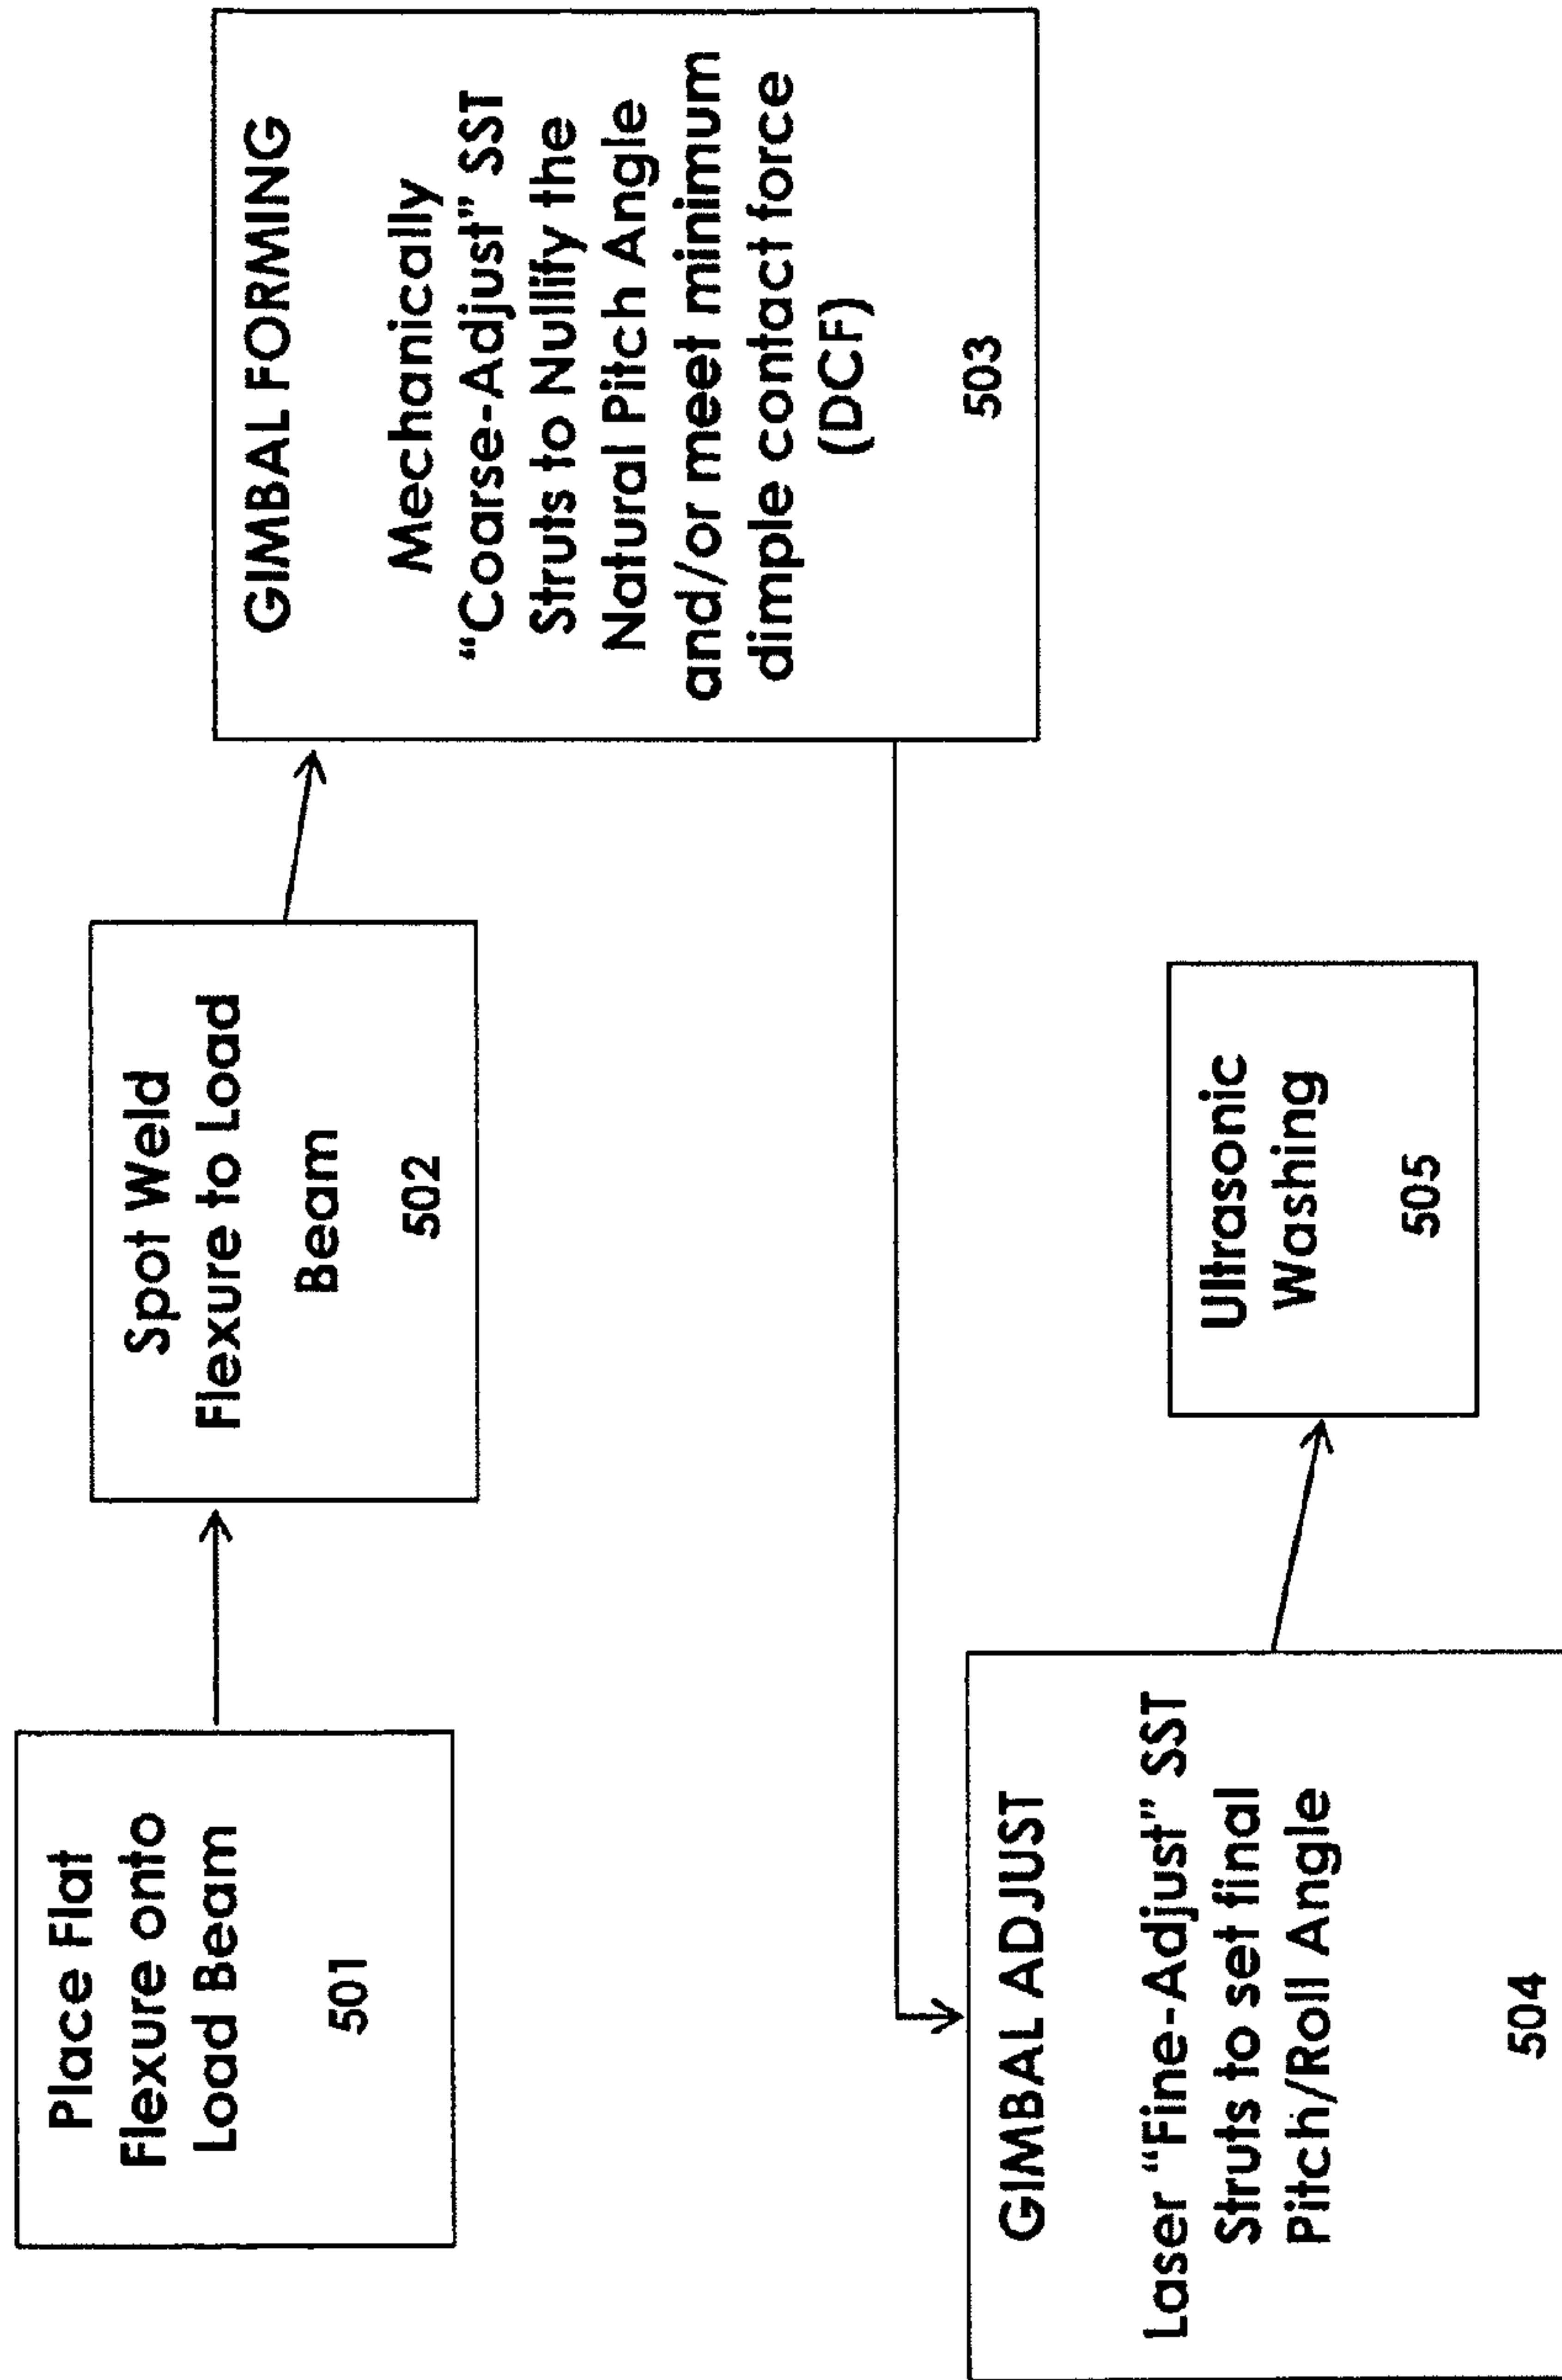 Place Flat
Flexure onto
Load Beam
501
Spot Weld
Flexure to Load
Beam
502
GIMBAL FORMING
Mechanically
“Coarse-Adjust” SST
Struts to Nullify the
Natural Pitch Angle
and/or meet minimum
dimple contact force
(DCF)
503
GIMBAL ADJUST
Laser “Fine-Adjust” SST
Struts to set final
Pitch/Roll Angle
504
Ultrasonic
Washing
505